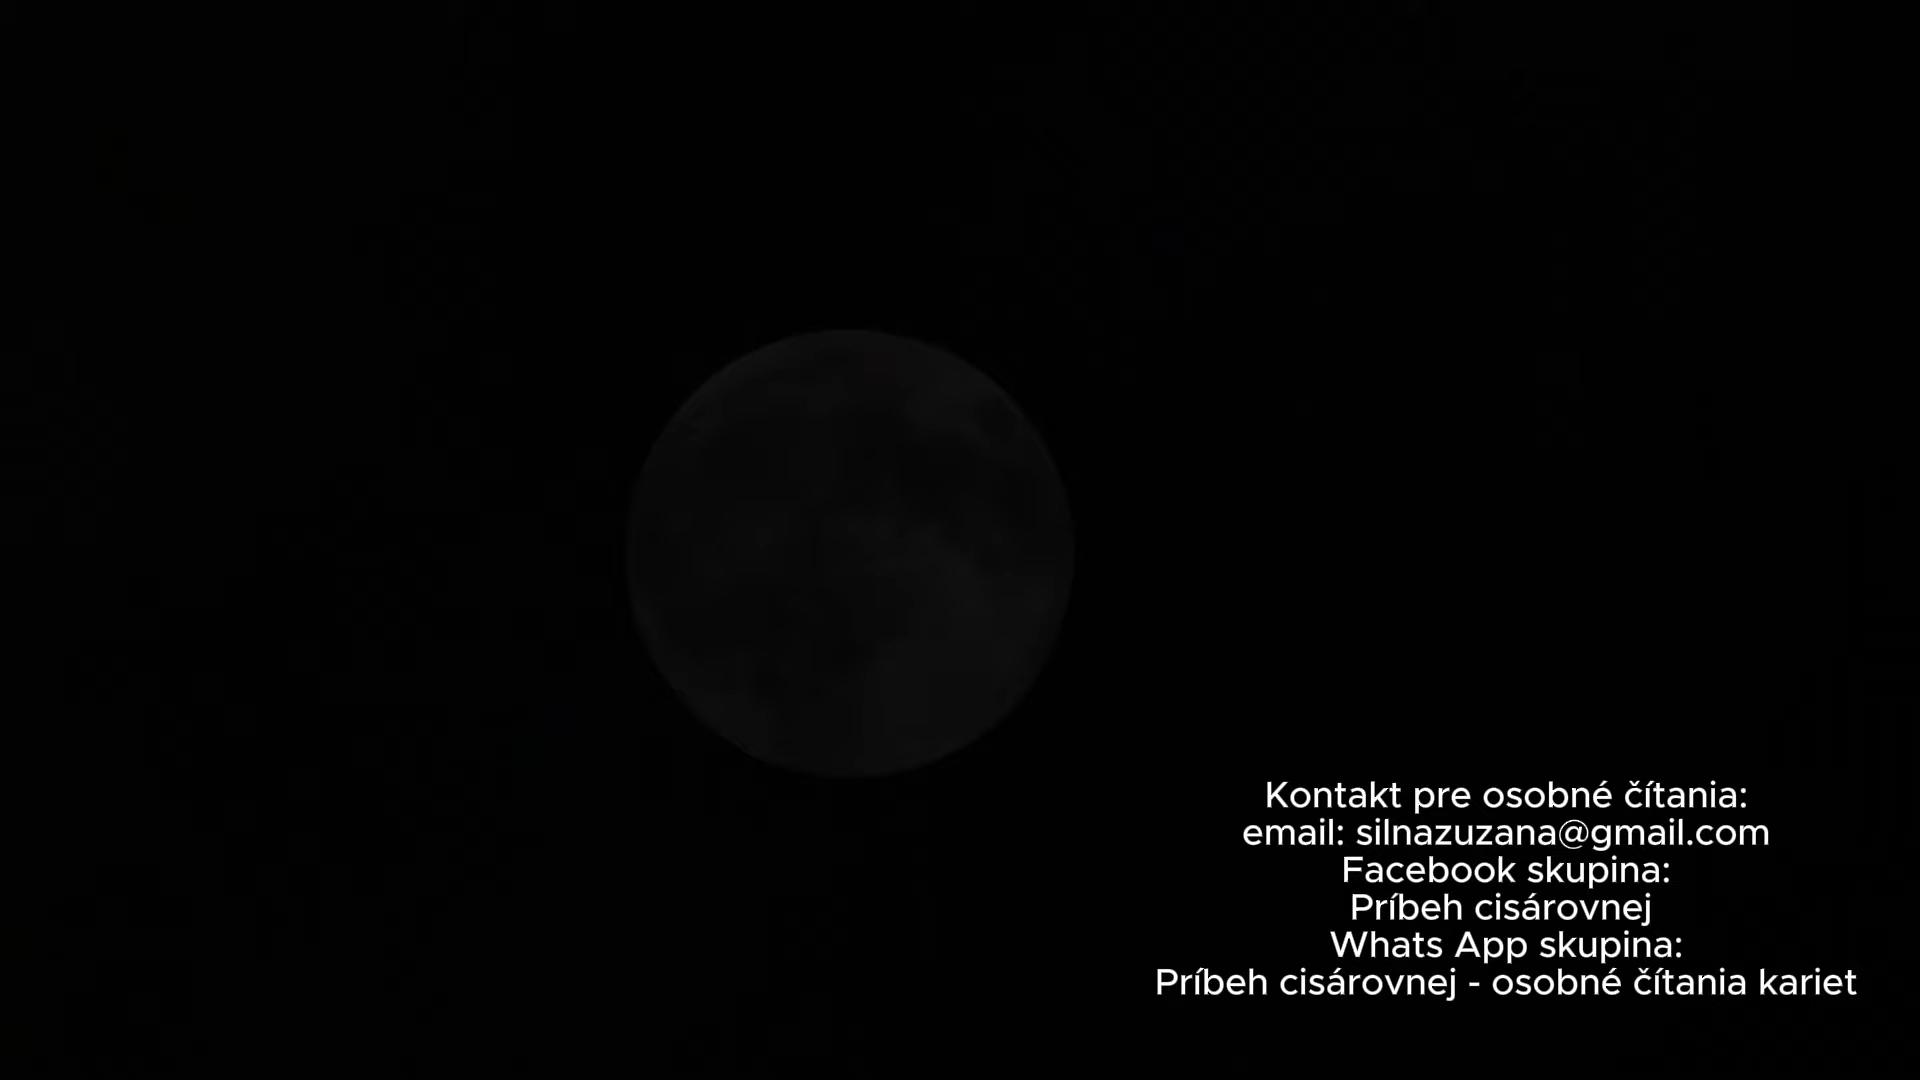 Kontakt pre osobné čítania:
email: silnazuzana@gmail.com
Facebook skupina:
Príbeh cisárovnej
Whats App skupina:
Príbeh cisárovnej - osobné čítania kariet